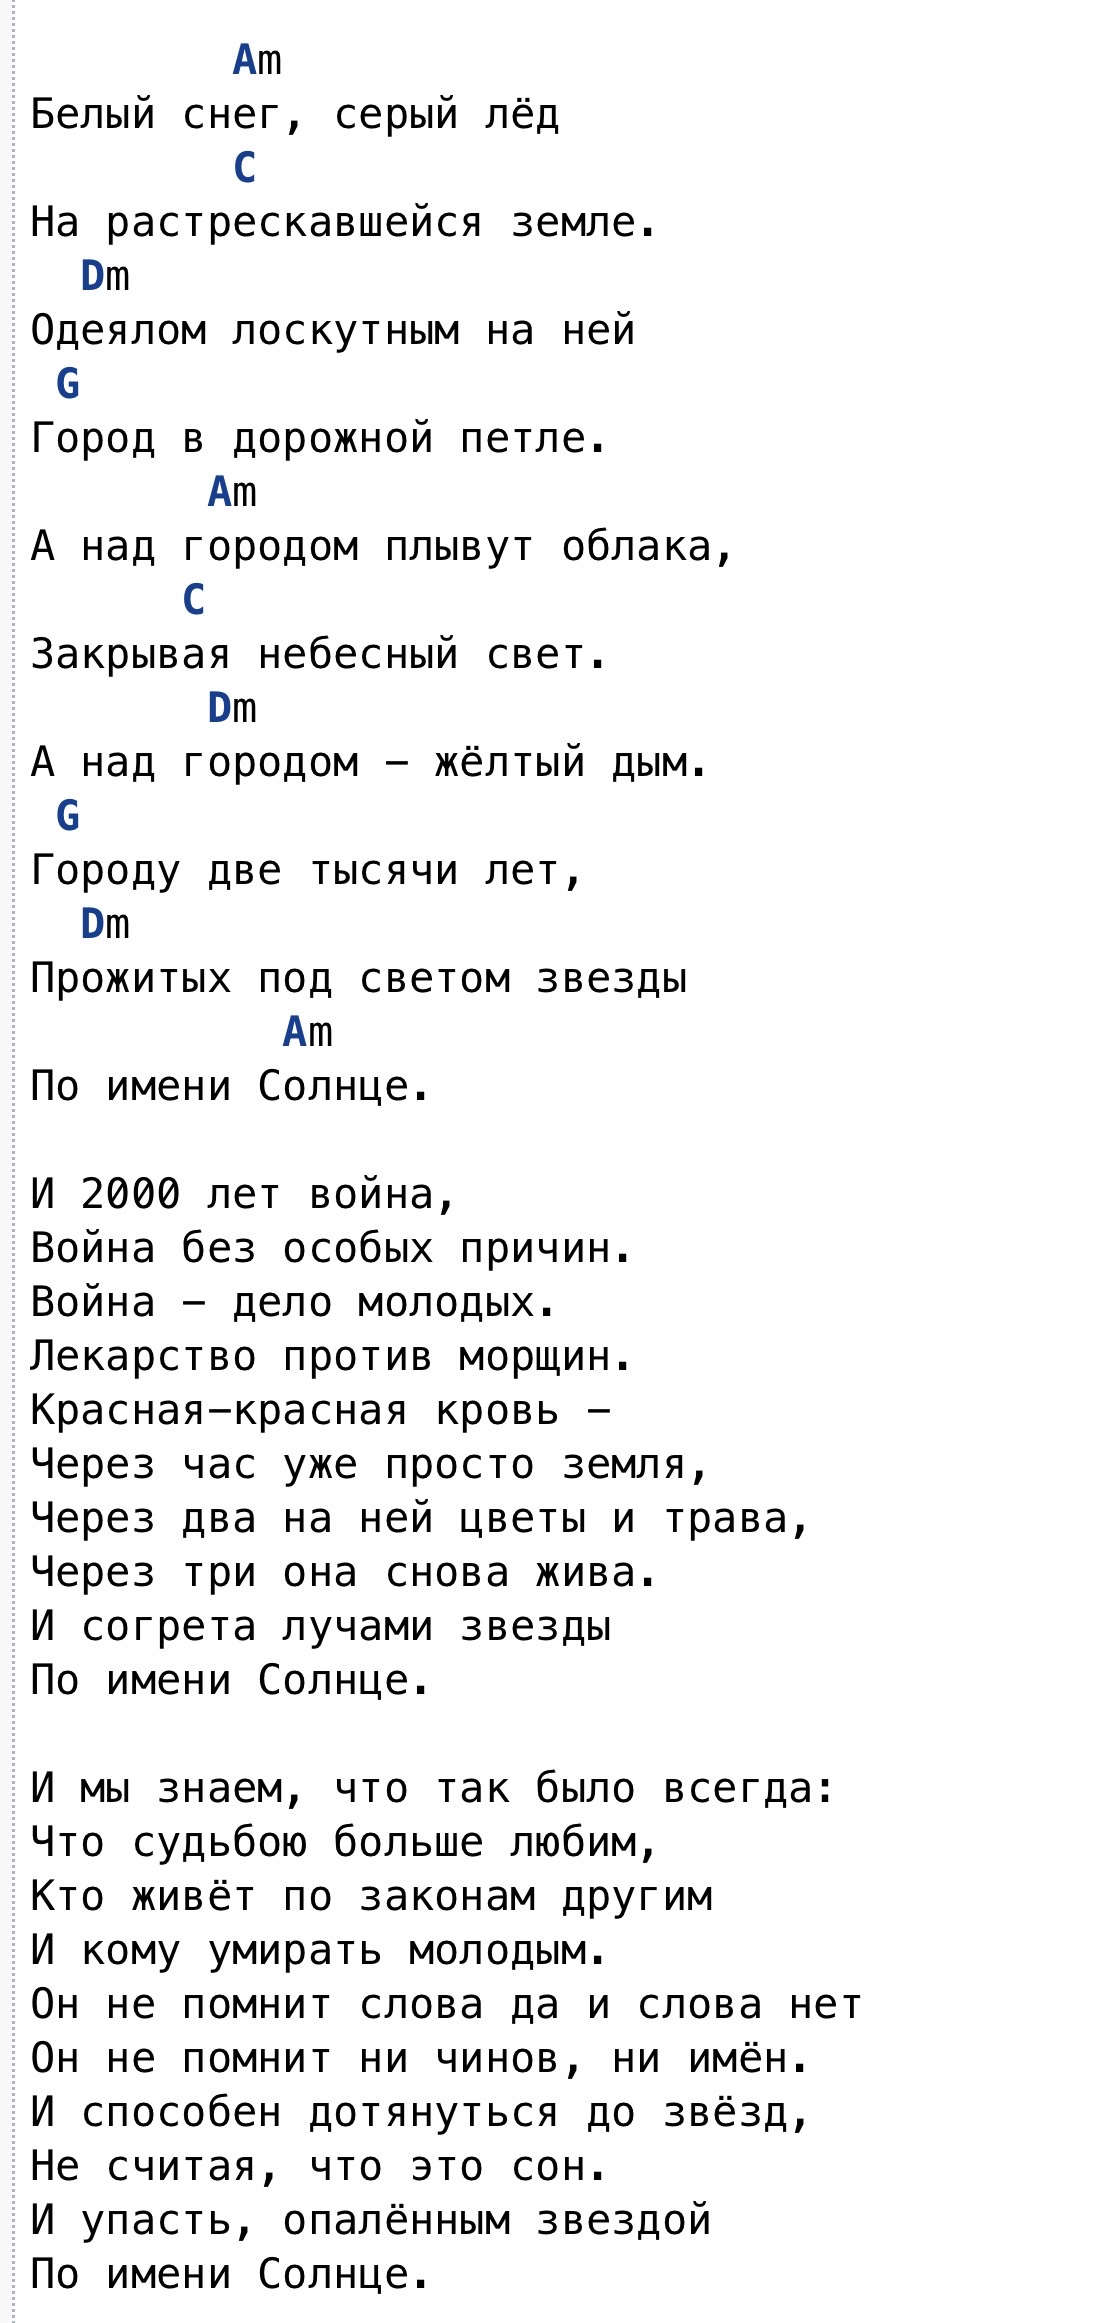 Am
Белый снег, серый лёд
C
На растрескавшейся земле.
Dm
Одеялом лоскутным на ней
G
Город в дорожной петле.
Am
А над городом плывут облака,
C
Закрывая небесный свет.
Dm
А над городом – жёлтый дым.
G
Городу две тысячи лет,
Dm
Прожитых под светом звезды
Am
По имени Солнце.

И 2000 лет война,
Война без особых причин.
Война – дело молодых.
Лекарство против морщин.
Красная–красная кровь –
Через час уже просто земля,
Через два на ней цветы и трава,
Через три она снова жива.
И согрета лучами звезды
По имени Солнце.

И мы знаем, что так было всегда:
Что судьбою больше любим,
Кто живёт по законам другим
И кому умирать молодым.
Он не помнит слова да и слова нет
Он не помнит ни чинов, ни имён.
И способен дотянуться до звёзд,
Не считая, что это сон.
И упасть, опалённым звездой
По имени Солнце.